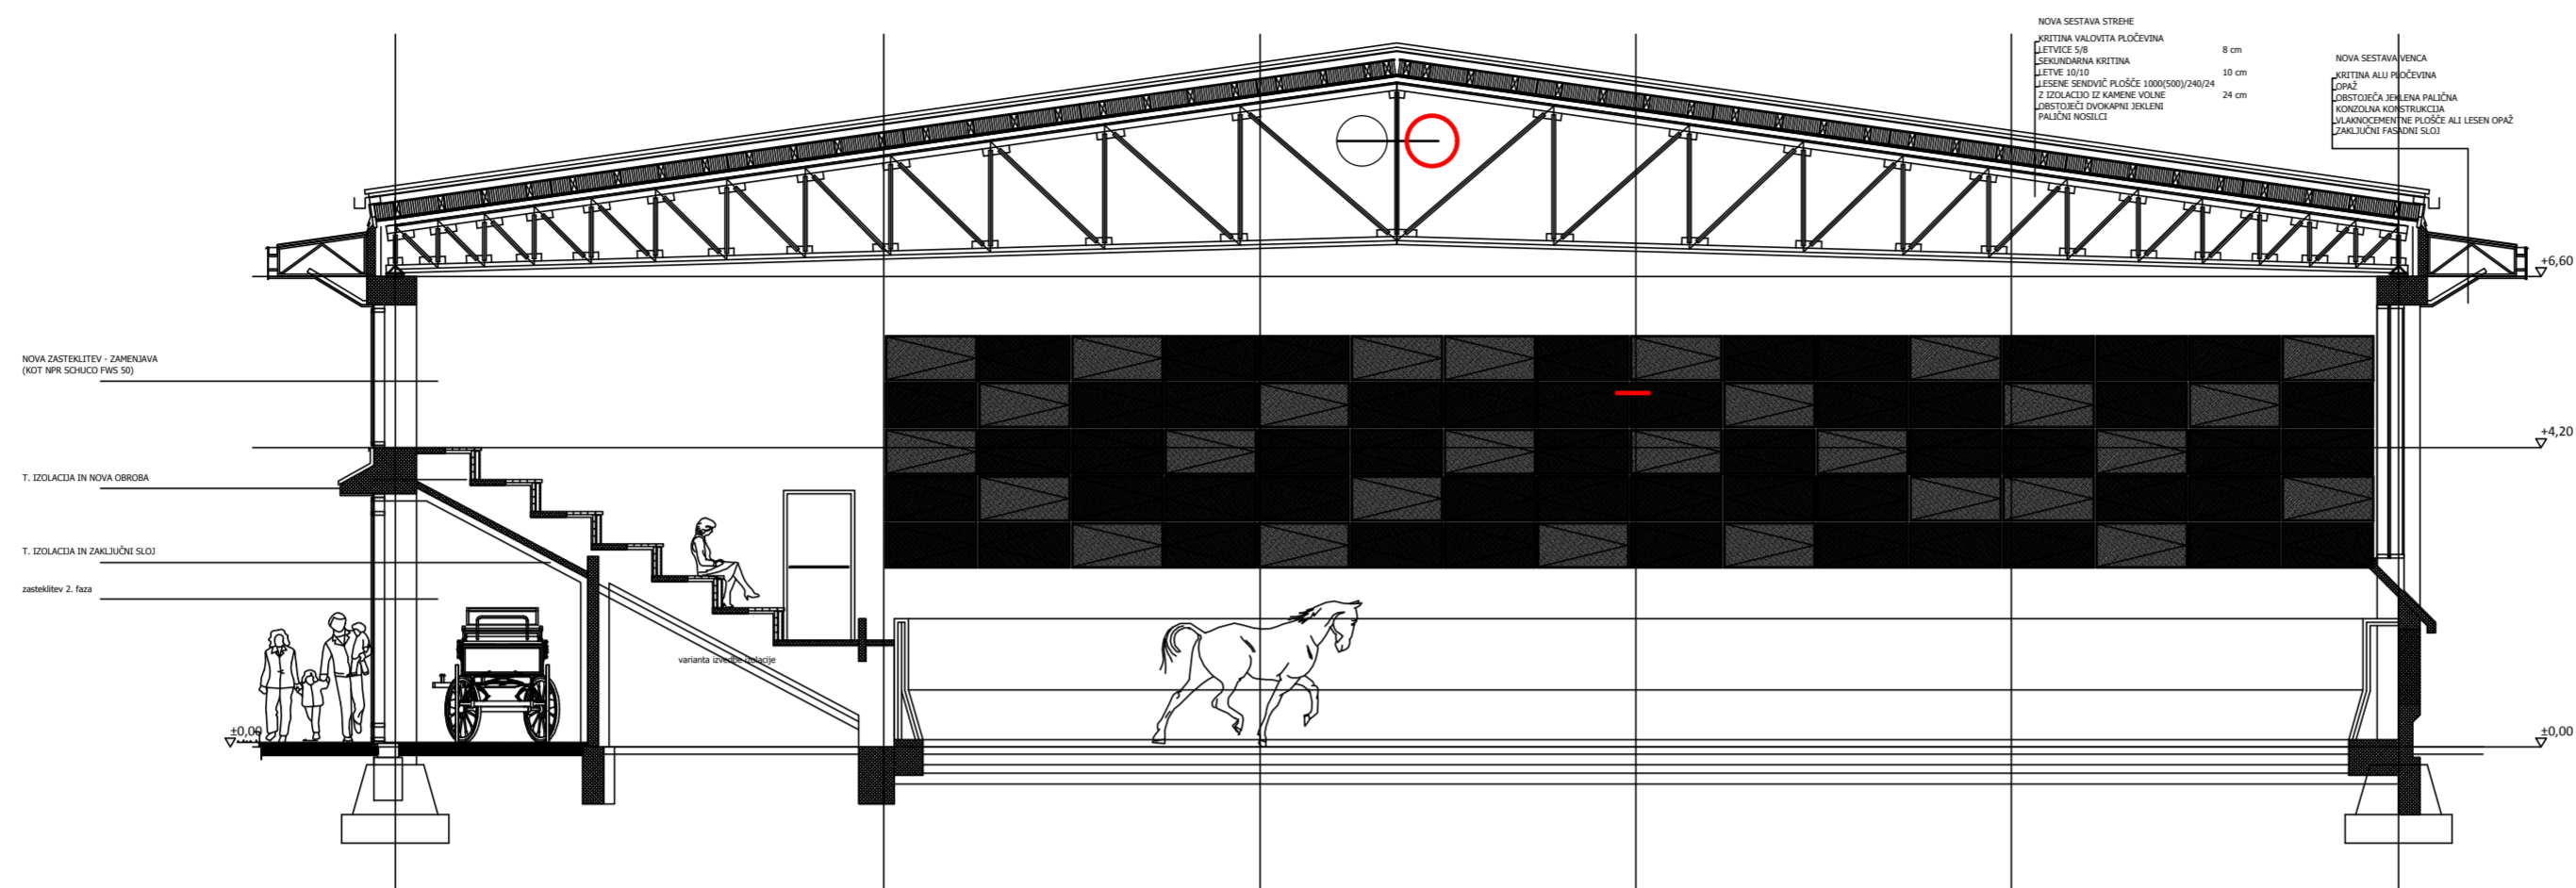 NOVA SESTAVA STREHE
KRITINA VALOVITA PLOČEVINA
LETVICE 5/8 8 cm
SEKUNDARNA KRITINA
LETVE 10/10 10 cm
LESENE SENDVIČ PLOŠČE 1000(500)/240/24
Z IZOLACIJO IZ KAMENE VOLNE 24 cm
OBSTOJEČI DVOKAPNI JEKLENI
PALIČNI NOSILCI
NOVA SESTAVA VENCA
KRITINA ALU PLOČEVINA
OPAŽ
OBSTOJEČA JEKLENA PALIČNA
KONZOLNA KONSTRUKCIJA
VLAKNOCEMENTNE PLOŠČE ALI LESEN OPAŽ
ZAKLJUČNI FASADNI SLOJ
+6,60
NOVA ZASTEKLITEV - ZAMENJAVA
(KOT NPR SCHUCO FWS 50)
+4,20
T. IZOLACIJA IN NOVA OBROBA
T. IZOLACIJA IN ZAKLJUČNI SLOJ
zasteklitev 2. faza
varianta izvedbe izolacije
±0,00
±0,00